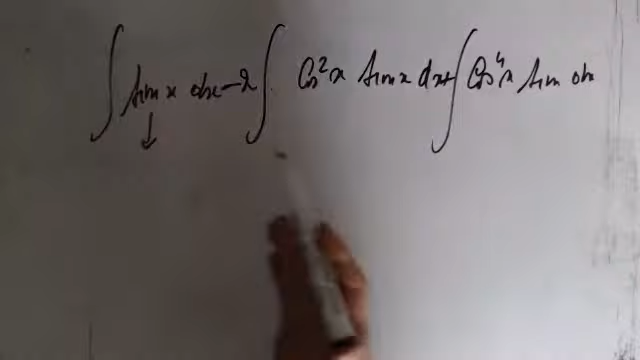 ∫ sin x dx - 2 ∫ Cos²x sin x dx + ∫ Cos⁴x sin dx